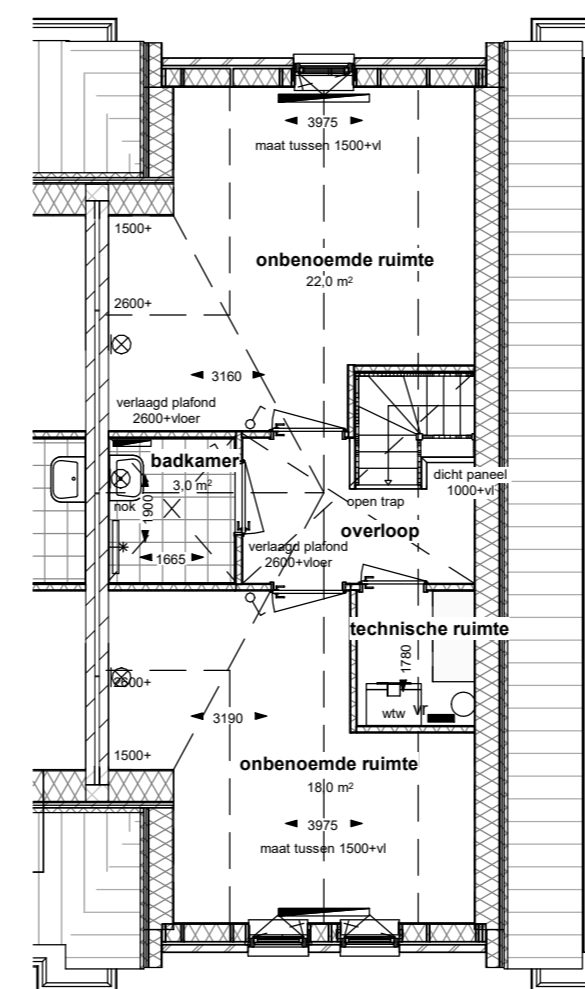 3975
maat tussen 1500+vl
1500+
onbenoemde ruimte
22,0 m²
2600+
3160
verlaagd plafond
2600+vloer
badkamer
3,0 m²
nok
1900
1665
dicht paneel
1000+vl
open trap
overloop
verlaagd plafond
2600+vloer
technische ruimte
1780
wtw
vr
2600+
3190
1500+
onbenoemde ruimte
18,0 m²
3975
maat tussen 1500+vl